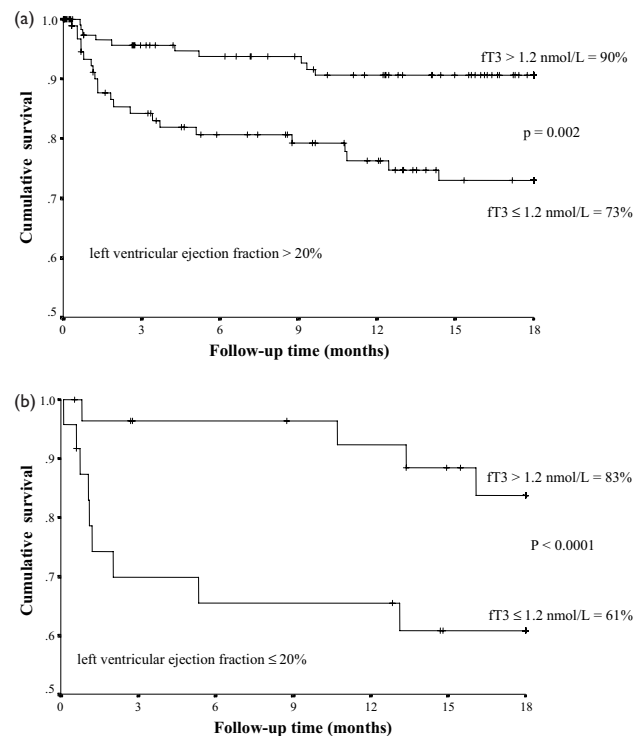 (a)
1.0
.9
.8
.7
.6
.5
Cumulative survival
fT3 > 1.2 nmol/L = 90%
p = 0.002
fT3 ≤ 1.2 nmol/L = 73%
left ventricular ejection fraction > 20%
0 3 6 9 12 15 18
Follow-up time (months)
(b)
1.0
.9
.8
.7
.6
.5
Cumulative survival
fT3 > 1.2 nmol/L = 83%
P < 0.0001
fT3 ≤ 1.2 nmol/L = 61%
left ventricular ejection fraction ≤ 20%
0 3 6 9 12 15 18
Follow-up time (months)